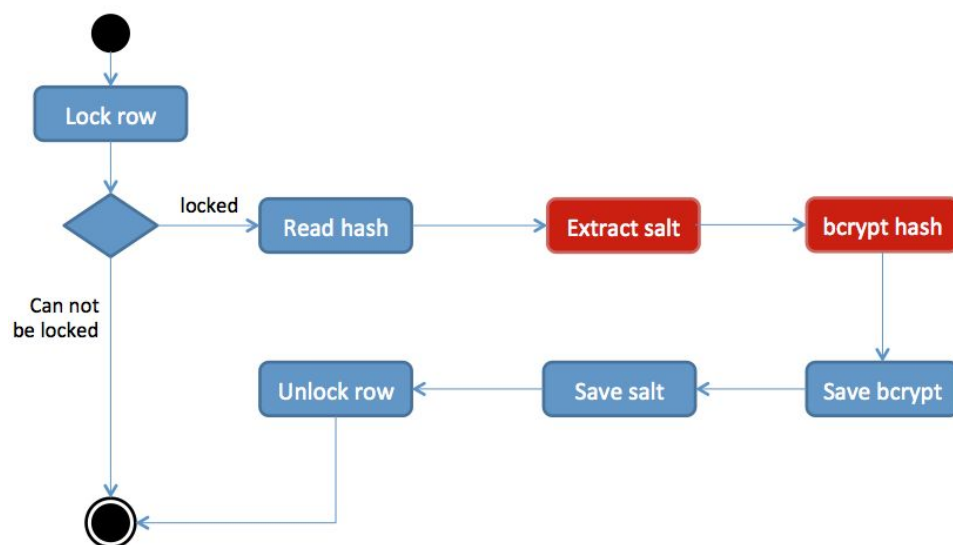 Lock row
locked
Read hash
Extract salt
bcrypt hash
Can not
be locked
Unlock row
Save salt
Save bcrypt